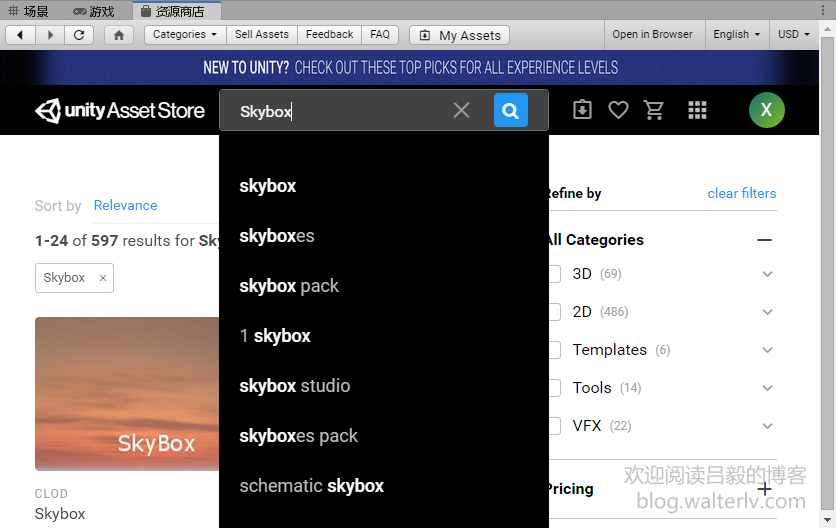 场景 游戏 资源商店
Categories Sell Assets Feedback FAQ My Assets Open in Browser English USD
NEW TO UNITY? CHECK OUT THESE TOP PICKS FOR ALL EXPERIENCE LEVELS
unity Asset Store Skybox X
Sort by Relevance
1-24 of 597 results for Sky
Skybox ×
SkyBox
CLOD
Skybox
skybox
skyboxes
skybox pack
1 skybox
skybox studio
skyboxes pack
schematic skybox
Refine by clear filters
All Categories
3D (69)
2D (486)
Templates (6)
Tools (14)
VFX (22)
Pricing
欢迎阅读吕毅的博客
blog.walterlv.com